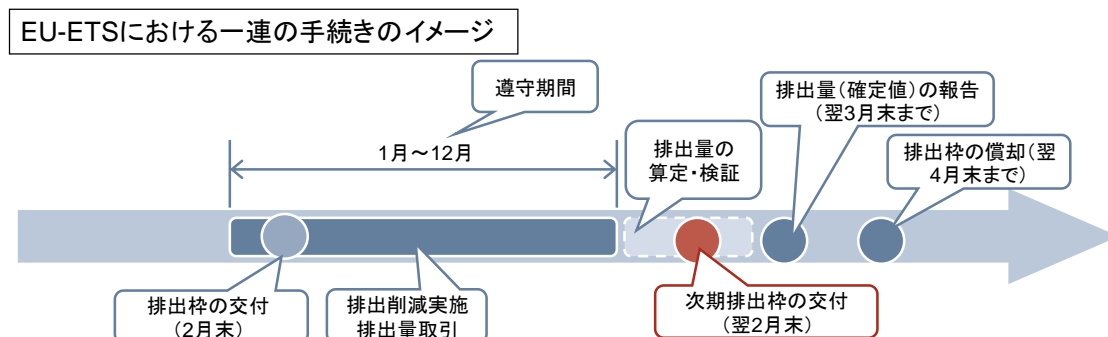 EU-ETSにおける一連の手続きのイメージ
遵守期間
1月～12月
排出量の
算定・検証
排出量（確定値）の報告
（翌3月末まで）
排出枠の償却（翌
4月末まで）
排出枠の交付
（2月末）
排出削減実施
排出量取引
次期排出枠の交付
（翌2月末）